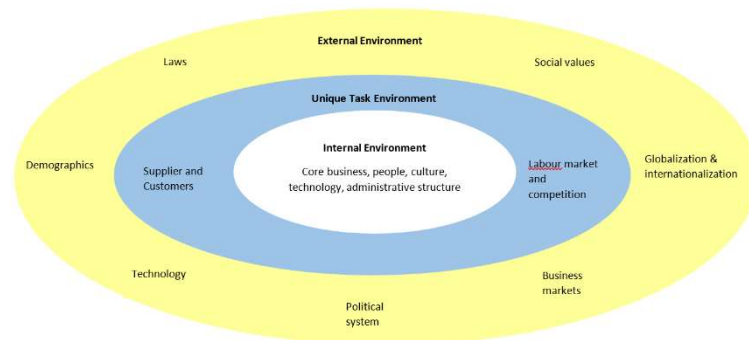 External Environment
Laws
Social values
Unique Task Environment
Internal Environment
Core business, people, culture,
technology, administrative structure
Demographics
Supplier and
Customers
Labour market
and
competition
Globalization &
internationalization
Technology
Business
markets
Political
system